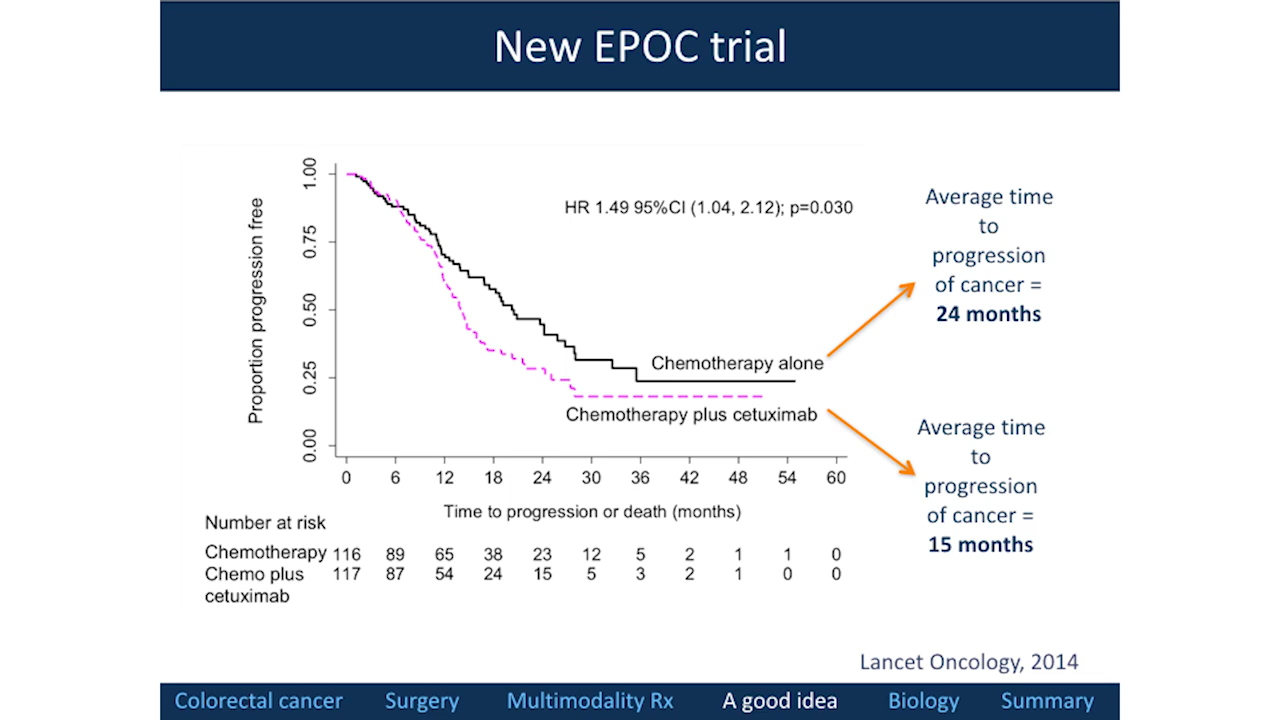 New EPOC trial
Proportion progression free
1.00
0.75
0.50
0.25
0.00
HR 1.49 95%CI (1.04, 2.12); p=0.030
Chemotherapy alone
Chemotherapy plus cetuximab
0 6 12 18 24 30 36 42 48 54 60
Time to progression or death (months)
Number at risk
Chemotherapy 116 89 65 38 23 12 5 2 1 1 0
Chemo plus 117 87 54 24 15 5 3 2 1 0 0
cetuximab
Average time
to
progression
of cancer =
24 months
Average time
to
progression
of cancer =
15 months
Lancet Oncology, 2014
Colorectal cancer Surgery Multimodality Rx A good idea Biology Summary